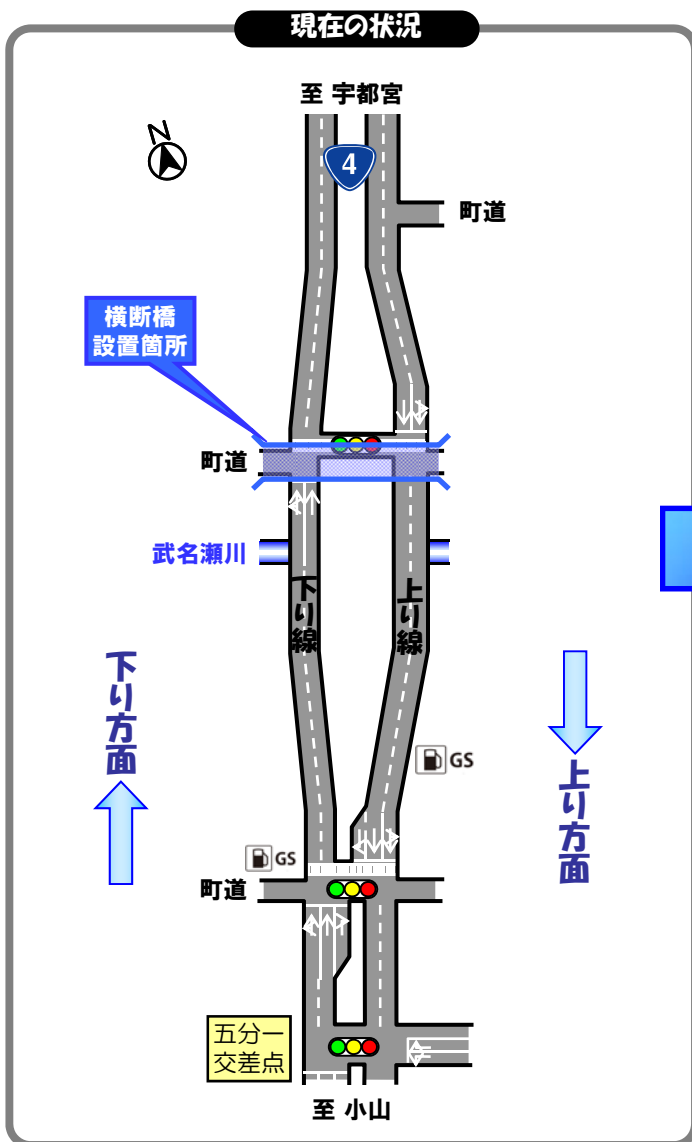 現在の状況
至 宇都宮
N
4
町道
横断橋
設置箇所
町道
武名瀬川
下り線
上り線
下り方面
GS
上り方面
GS
町道
五分一
交差点
至 小山